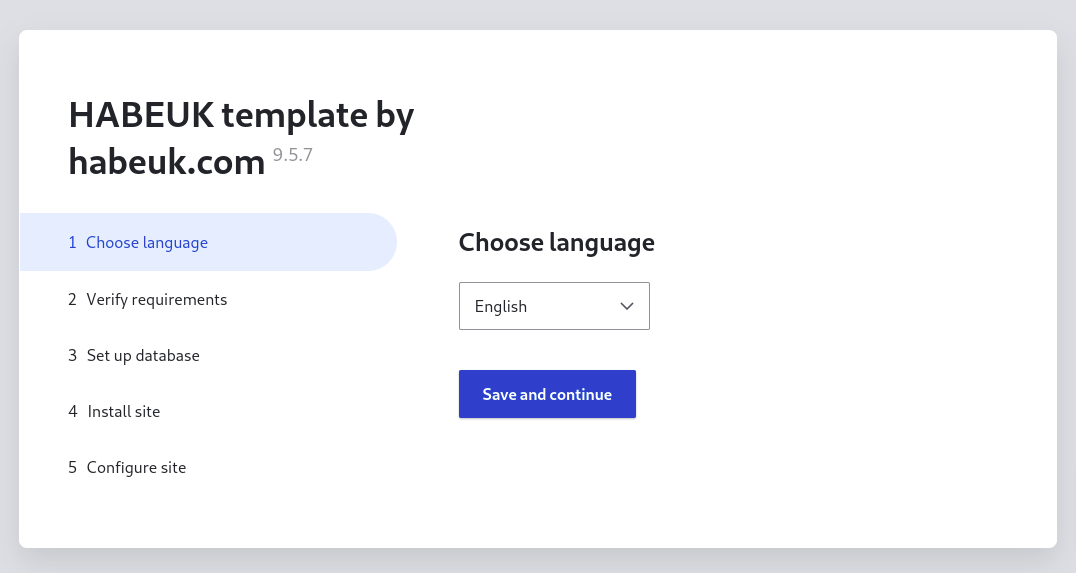 HABEUK template by
habeuk.com 9.5.7
1 Choose language
2 Verify requirements
3 Set up database
4 Install site
5 Configure site
Choose language
English
Save and continue